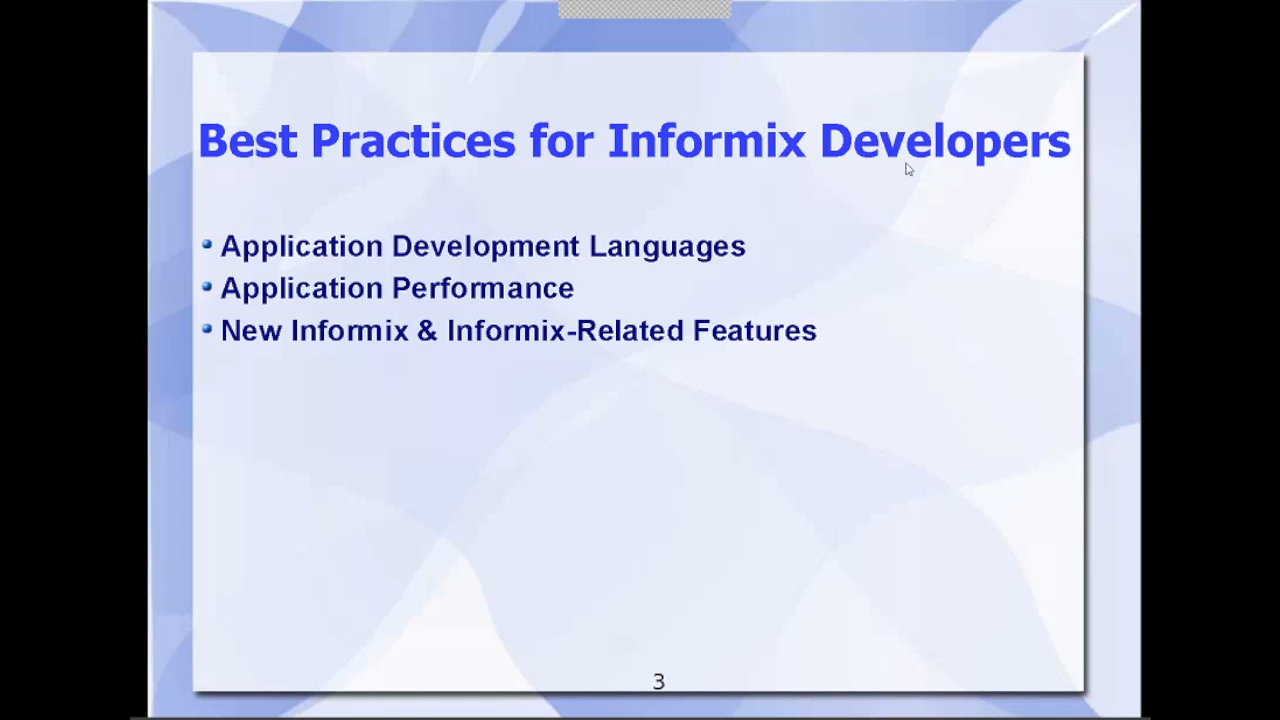 Best Practices for Informix Developers
• Application Development Languages
• Application Performance
• New Informix & Informix-Related Features
3